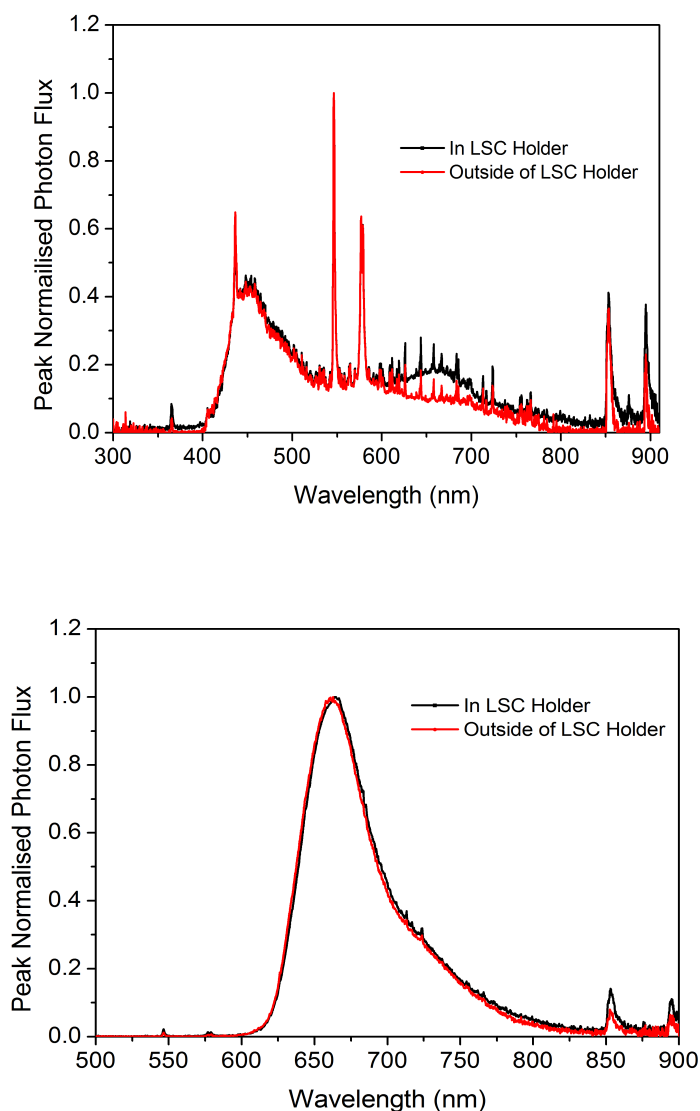 1.2
1.0
0.8
0.6
0.4
0.2
0.0
Peak Normailised Photon Flux
In LSC Holder
Outside of LSC Holder
300 400 500 600 700 800 900
Wavelength (nm)
1.2
1.0
0.8
0.6
0.4
0.2
0.0
Peak Normalised Photon Flux
In LSC Holder
Outside of LSC Holder
500 550 600 650 700 750 800 850 900
Wavelength (nm)